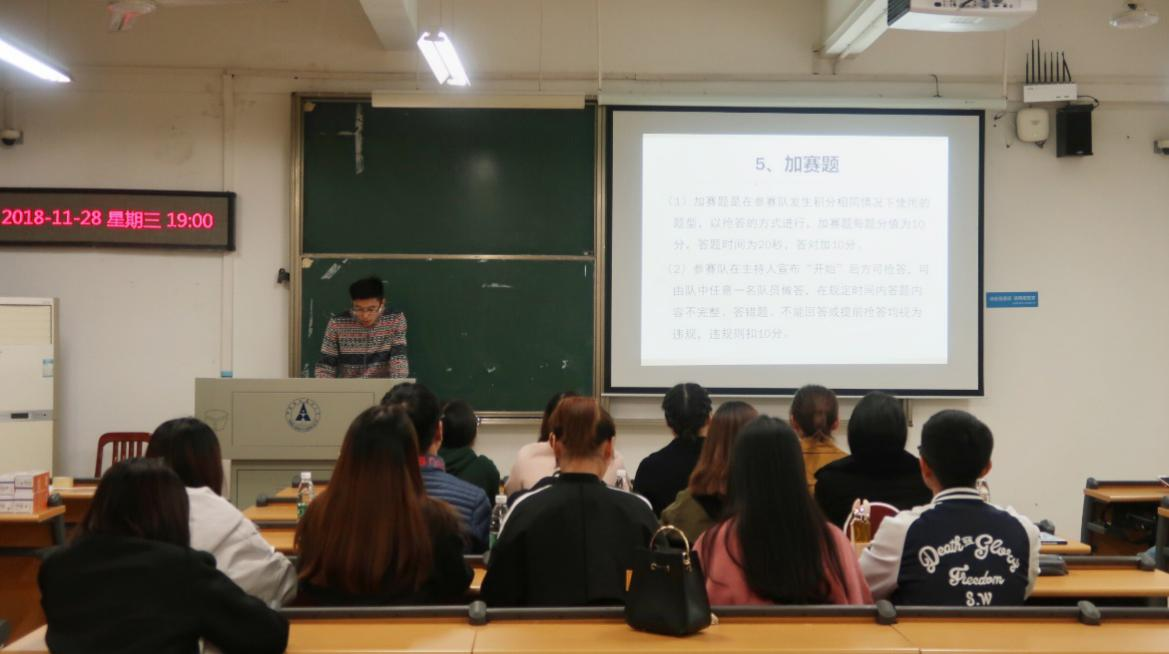 2018-11-28 星期三 19:00
5、加赛题
（1）加赛题是在参赛队发生积分相同情况下使用的
题型，以抢答的方式进行。加赛题每题分值为10
分，答题时间为20秒，答对加10分。
（2）参赛队在主持人宣布“开始”后方可抢答，可
由队中任意一名队员做答，在规定时间内答题内
容不完整、答错题、不能回答或提前抢答均视为
违规，违规则扣10分。
Death & Glory
Freedom
S.W